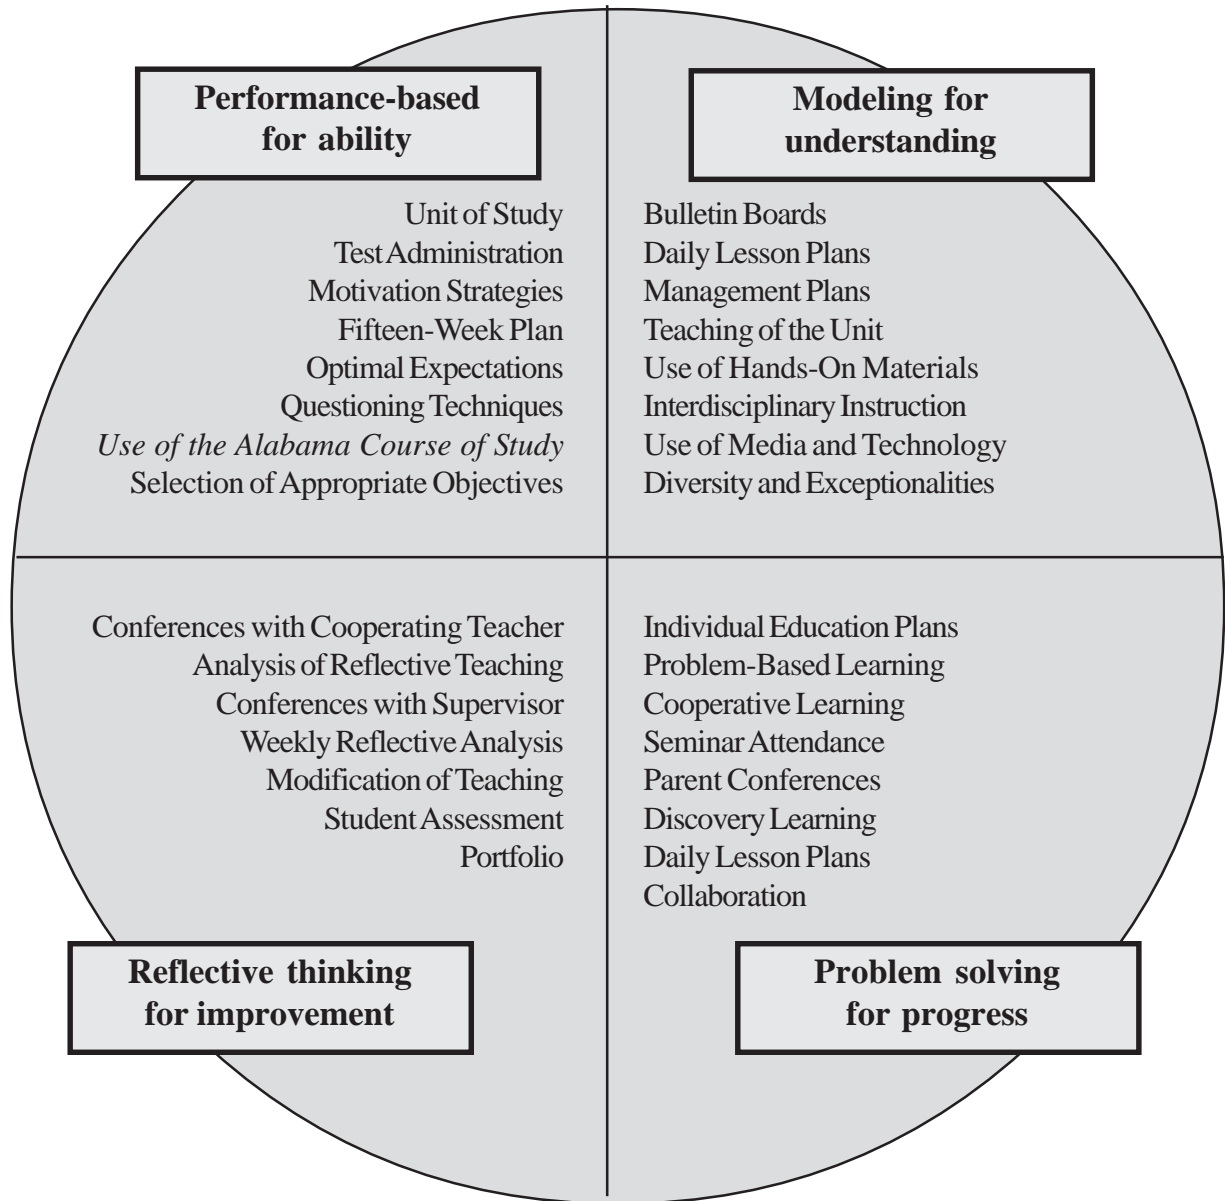 Performance-based
for ability
Unit of Study
Test Administration
Motivation Strategies
Fifteen-Week Plan
Optimal Expectations
Questioning Techniques
Use of the Alabama Course of Study
Selection of Appropriate Objectives
Modeling for
understanding
Bulletin Boards
Daily Lesson Plans
Management Plans
Teaching of the Unit
Use of Hands-On Materials
Interdisciplinary Instruction
Use of Media and Technology
Diversity and Exceptionalities
Conferences with Cooperating Teacher
Analysis of Reflective Teaching
Conferences with Supervisor
Weekly Reflective Analysis
Modification of Teaching
Student Assessment
Portfolio
Reflective thinking
for improvement
Individual Education Plans
Problem-Based Learning
Cooperative Learning
Seminar Attendance
Parent Conferences
Discovery Learning
Daily Lesson Plans
Collaboration
Problem solving
for progress